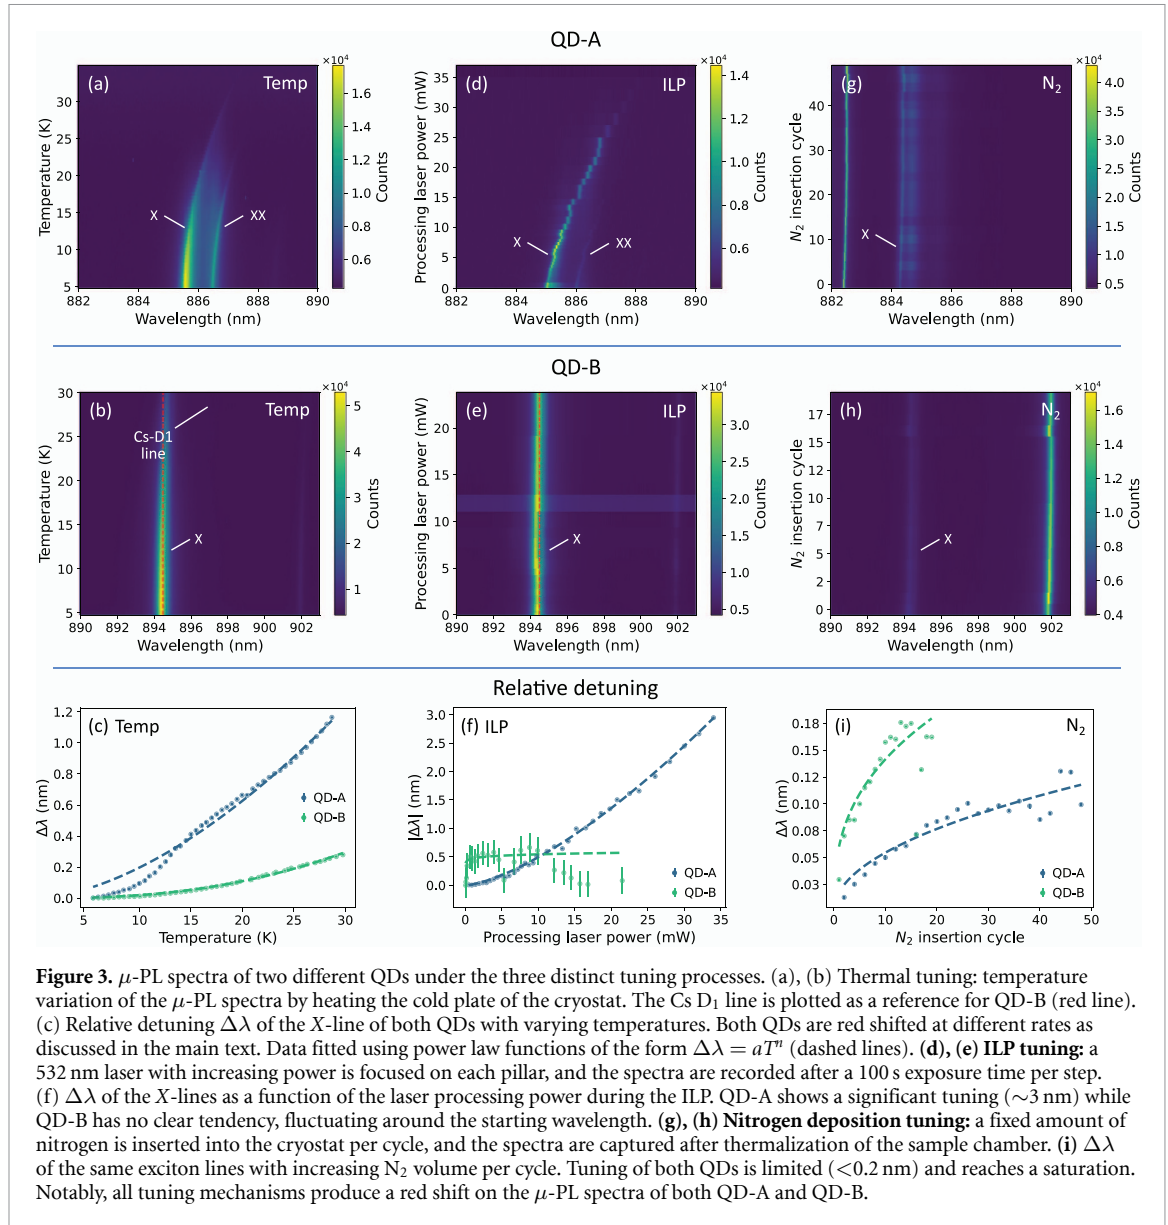 QD-A
(a) Temp
×10⁴
Temperature (K)
30
25
20
15
10
5
X
XX
882 884 886 888 890
Wavelength (nm)
1.6
1.4
1.2
1.0
0.8
0.6
Counts
(d) ILP
×10⁴
Processing laser power (mW)
35
30
25
20
15
10
5
0
X
XX
882 884 886 888 890
Wavelength (nm)
1.4
1.2
1.0
0.8
0.6
Counts
(g) N₂
×10⁴
N₂ insertion cycle
40
30
20
10
0
X
882 884 886 888 890
Wavelength (nm)
4.0
3.5
3.0
2.5
2.0
1.5
1.0
0.5
Counts
QD-B
(b) Temp
×10⁴
Temperature (K)
30
25
20
15
10
5
Cs-D1
line
X
890 892 894 896 898 900 902
Wavelength (nm)
5
4
3
2
1
Counts
(e) ILP
×10⁴
Processing laser power (mW)
20
15
10
5
0
X
890 892 894 896 898 900 902
Wavelength (nm)
3.0
2.5
2.0
1.5
1.0
0.5
Counts
(h) N₂
×10⁴
N₂ insertion cycle
17
15
12
10
7
5
2
0
X
890 892 894 896 898 900 902
Wavelength (nm)
1.6
1.4
1.2
1.0
0.8
0.6
0.4
Counts
Relative detuning
(c) Temp
Δλ (nm)
1.2
1.0
0.8
0.6
0.4
0.2
0.0
QD-A
QD-B
5 10 15 20 25 30
Temperature (K)
(f) ILP
|Δλ| (nm)
3.0
2.5
2.0
1.5
1.0
0.5
0.0
QD-A
QD-B
0 5 10 15 20 25 30 35
Processing laser power (mW)
(i) N₂
Δλ (nm)
0.18
0.15
0.12
0.10
0.08
0.05
0.03
QD-A
QD-B
0 10 20 30 40 50
N₂ insertion cycle
Figure 3. μ-PL spectra of two different QDs under the three distinct tuning processes. (a), (b) Thermal tuning: temperature
variation of the μ-PL spectra by heating the cold plate of the cryostat. The Cs D₁ line is plotted as a reference for QD-B (red line).
(c) Relative detuning Δλ of the X-line of both QDs with varying temperatures. Both QDs are red shifted at different rates as
discussed in the main text. Data fitted using power law functions of the form Δλ = aTⁿ (dashed lines). (d), (e) ILP tuning: a
532 nm laser with increasing power is focused on each pillar, and the spectra are recorded after a 100 s exposure time per step.
(f) Δλ of the X-lines as a function of the laser processing power during the ILP. QD-A shows a significant tuning (∼3 nm) while
QD-B has no clear tendency, fluctuating around the starting wavelength. (g), (h) Nitrogen deposition tuning: a fixed amount of
nitrogen is inserted into the cryostat per cycle, and the spectra are captured after thermalization of the sample chamber. (i) Δλ
of the same exciton lines with increasing N₂ volume per cycle. Tuning of both QDs is limited (<0.2 nm) and reaches a saturation.
Notably, all tuning mechanisms produce a red shift on the μ-PL spectra of both QD-A and QD-B.